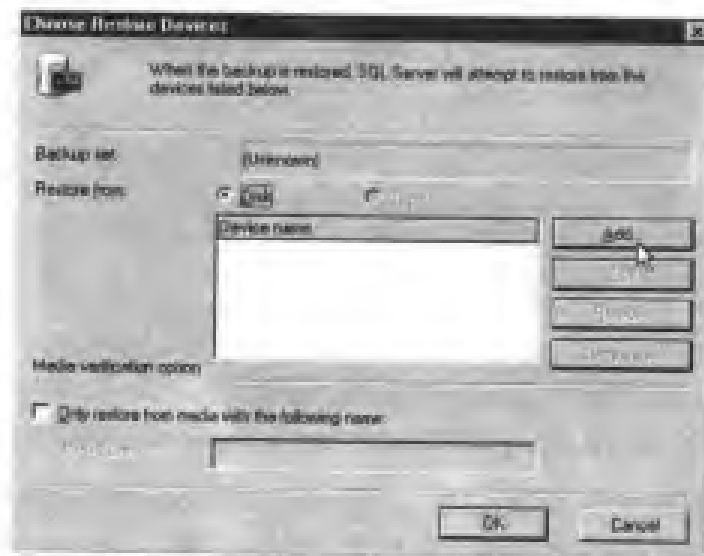 Choose Restore Devices
When the backup is restored, SQL Server will attempt to restore from the
devices listed below.
Backup set:
(Unknown)
Restore from:
Disk
Device name
Add...
Media verification option
Only restore from media with the following name:
OK
Cancel